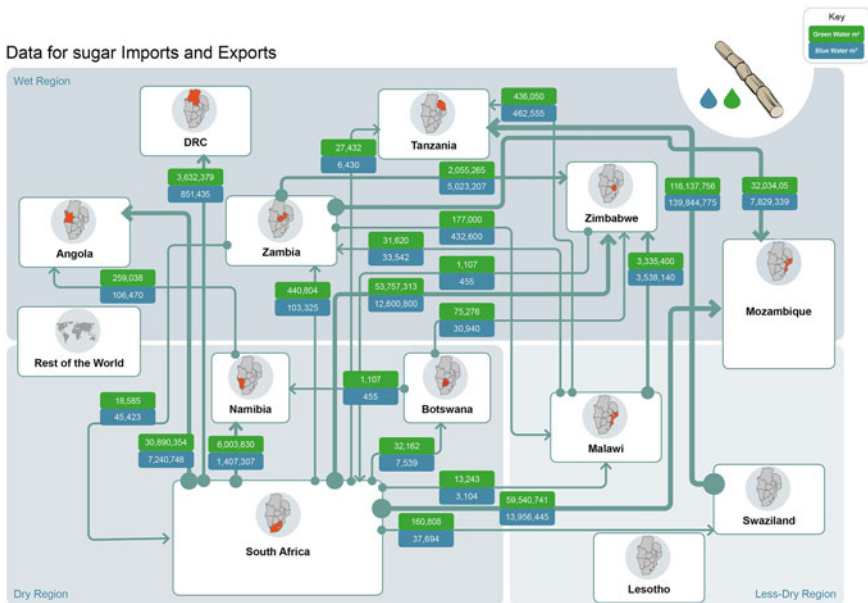 Key
Green Water m³
Blue Water m³
Data for sugar Imports and Exports
Wet Region
DRC
Tanzania
436,050
462,555
27,432
6,430
3,632,379
851,435
2,055,265
5,023,207
116,137,756
139,844,775
32,034,05
7,829,339
Angola
Zambia
Zimbabwe
177,000
432,600
31,620
33,542
1,107
455
3,335,400
3,538,140
Mozambique
259,038
106,470
440,804
103,325
53,757,313
12,600,800
75,276
30,940
Rest of the World
Namibia
1,107
455
Botswana
Malawi
18,585
45,423
30,890,354
7,240,748
6,003,830
1,407,307
32,162
7,539
13,243
3,104
59,540,741
13,956,445
160,806
37,694
South Africa
Swaziland
Lesotho
Dry Region
Less-Dry Region